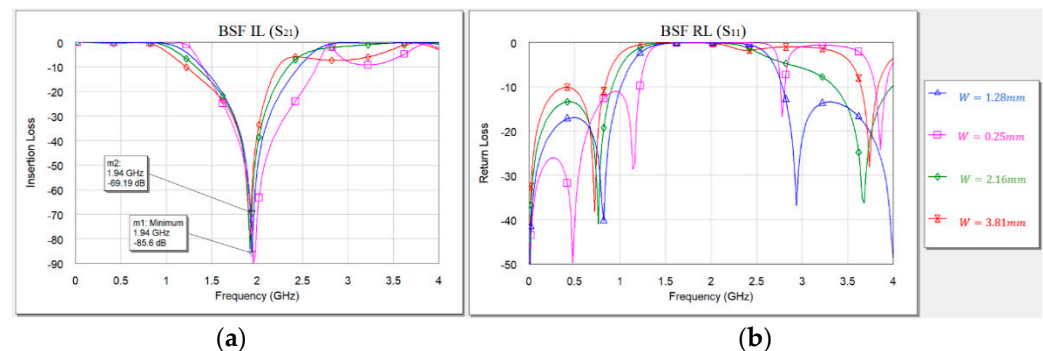 BSF IL (S21)
0
-10
-20
-30
-40
-50
-60
-70
-80
-90
Insertion Loss
m2:
1.94 GHz
-69.19 dB
m1: Minimum
1.94 GHz
-85.6 dB
0 0.5 1 1.5 2 2.5 3 3.5 4
Frequency (GHz)
(a)
BSF RL (S11)
0
-10
-20
-30
-40
-50
Return Loss
0 0.5 1 1.5 2 2.5 3 3.5 4
Frequency (GHz)
(b)
W = 1.28mm
W = 0.25mm
W = 2.16mm
W = 3.81mm